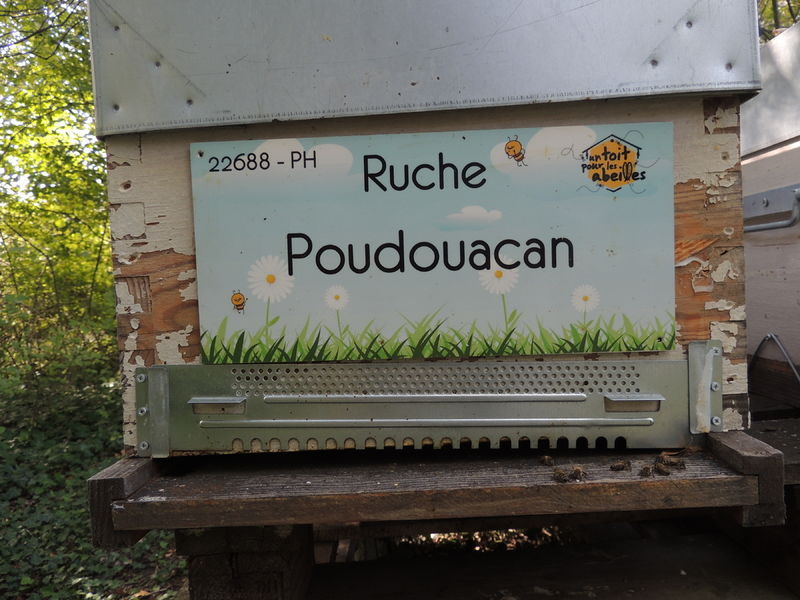 22688 - PH
Ruche
Poudouacan
un toit
pour les
abeilles